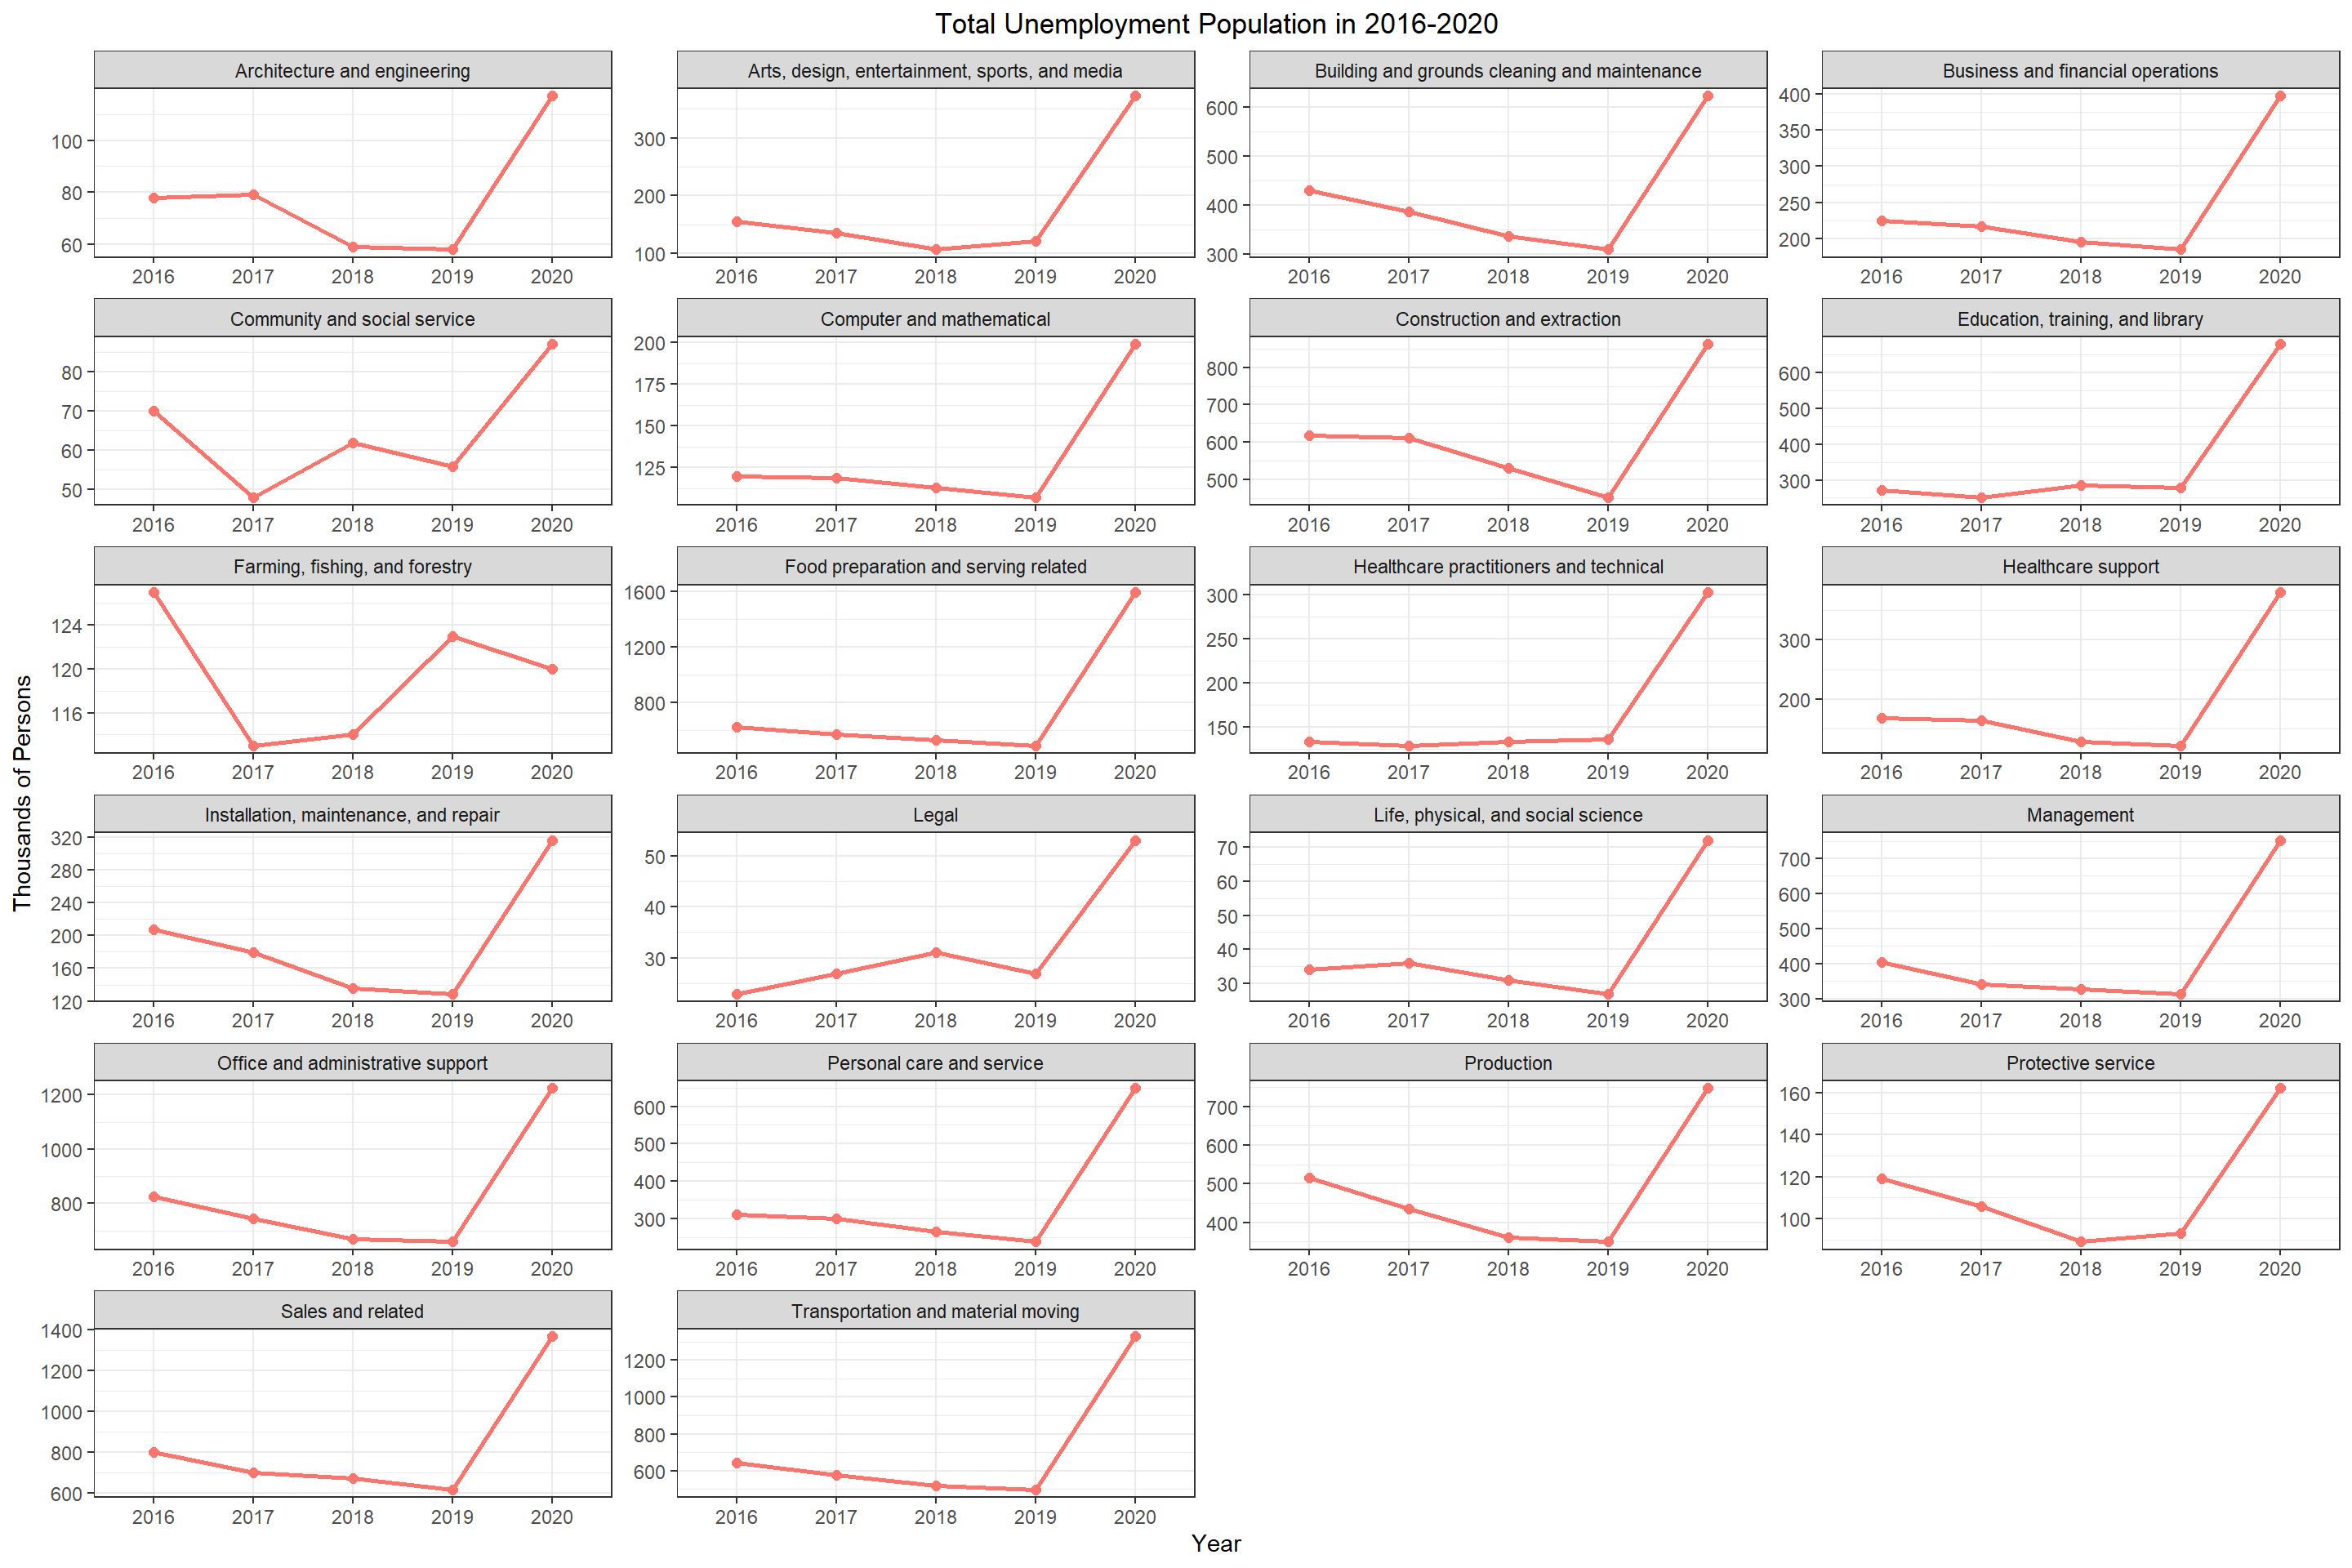 Total Unemployment Population in 2016-2020
Thousands of Persons
Architecture and engineering
100
80
60
2016 2017 2018 2019 2020
Arts, design, entertainment, sports, and media
300
200
100
2016 2017 2018 2019 2020
Building and grounds cleaning and maintenance
600
500
400
300
2016 2017 2018 2019 2020
Business and financial operations
400
350
300
250
200
2016 2017 2018 2019 2020
Community and social service
80
70
60
50
2016 2017 2018 2019 2020
Computer and mathematical
200
175
150
125
2016 2017 2018 2019 2020
Construction and extraction
800
700
600
500
2016 2017 2018 2019 2020
Education, training, and library
600
500
400
300
2016 2017 2018 2019 2020
Farming, fishing, and forestry
124
120
116
2016 2017 2018 2019 2020
Food preparation and serving related
1600
1200
800
2016 2017 2018 2019 2020
Healthcare practitioners and technical
300
250
200
150
2016 2017 2018 2019 2020
Healthcare support
300
200
2016 2017 2018 2019 2020
Installation, maintenance, and repair
320
280
240
200
160
120
2016 2017 2018 2019 2020
Legal
50
40
30
2016 2017 2018 2019 2020
Life, physical, and social science
70
60
50
40
30
2016 2017 2018 2019 2020
Management
700
600
500
400
300
2016 2017 2018 2019 2020
Office and administrative support
1200
1000
800
2016 2017 2018 2019 2020
Personal care and service
600
500
400
300
2016 2017 2018 2019 2020
Production
700
600
500
400
2016 2017 2018 2019 2020
Protective service
160
140
120
100
2016 2017 2018 2019 2020
Sales and related
1400
1200
1000
800
600
2016 2017 2018 2019 2020
Transportation and material moving
1200
1000
800
600
2016 2017 2018 2019 2020
Year